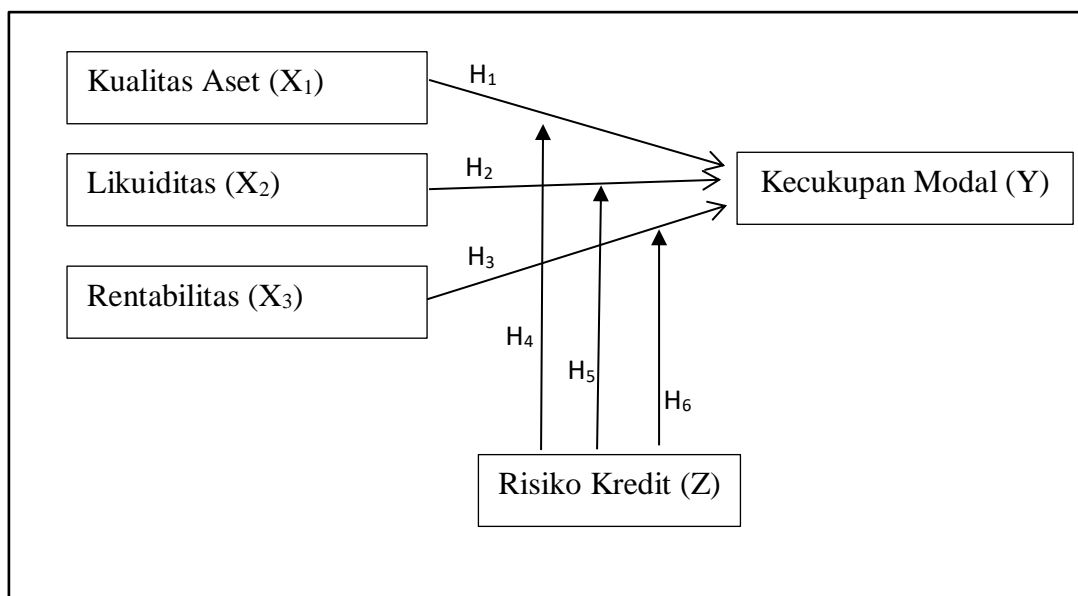 Kualitas Aset (X₁)
H₁
Likuiditas (X₂)
H₂
Kecukupan Modal (Y)
Rentabilitas (X₃)
H₃
H₄
H₅
H₆
Risiko Kredit (Z)